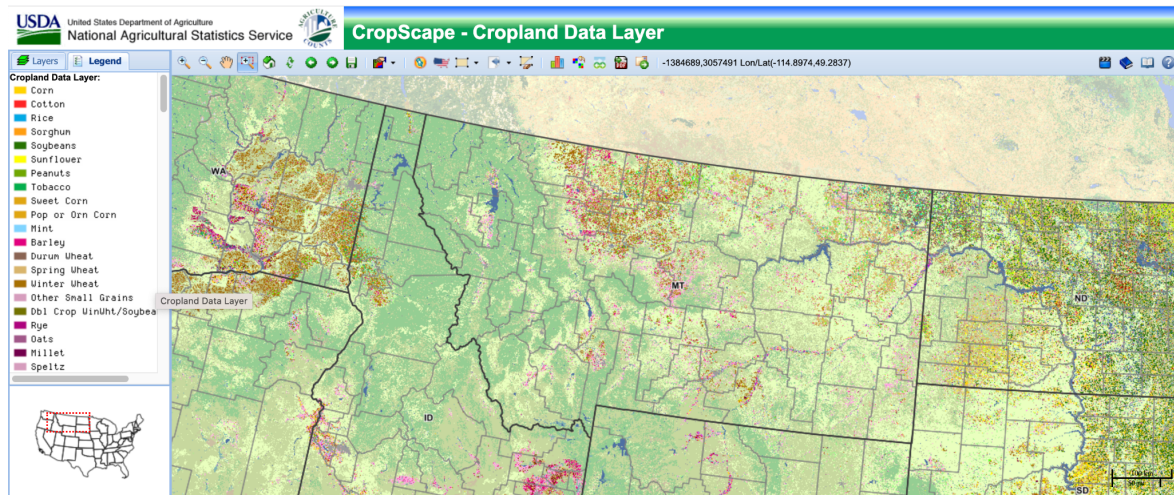 USDA
United States Department of Agriculture
National Agricultural Statistics Service
AGRICULTURE
COUNTS
CropScape - Cropland Data Layer
Layers
Legend
-1384689,3057491 Lon/Lat(-114.8974,49.2837)
Cropland Data Layer:
Corn
Cotton
Rice
Sorghum
Soybeans
Sunflower
Peanuts
Tobacco
Sweet Corn
Pop or Orn Corn
Mint
Barley
Durum Wheat
Spring Wheat
Winter Wheat
Other Small Grains
Dbl Crop WinWht/Soybea
Rye
Oats
Millet
Speltz
Cropland Data Layer
WA
MT
ND
ID
SD